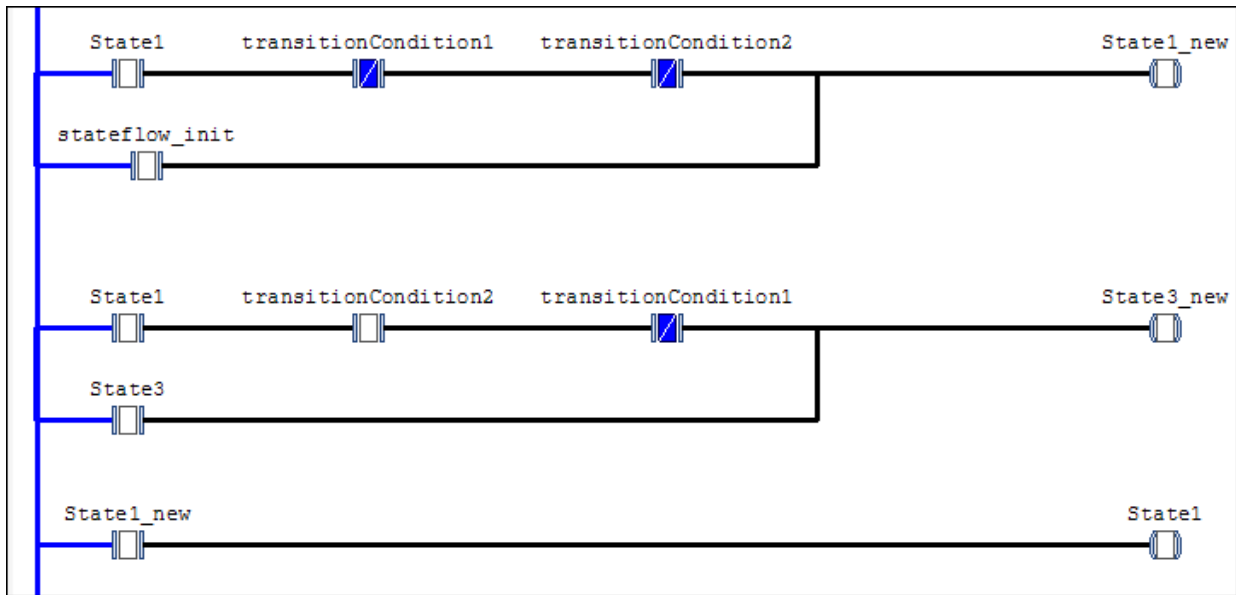 State1 transitionCondition1 transitionCondition2 State1_new
stateflow_init
State1 transitionCondition2 transitionCondition1 State3_new
State3
State1_new State1